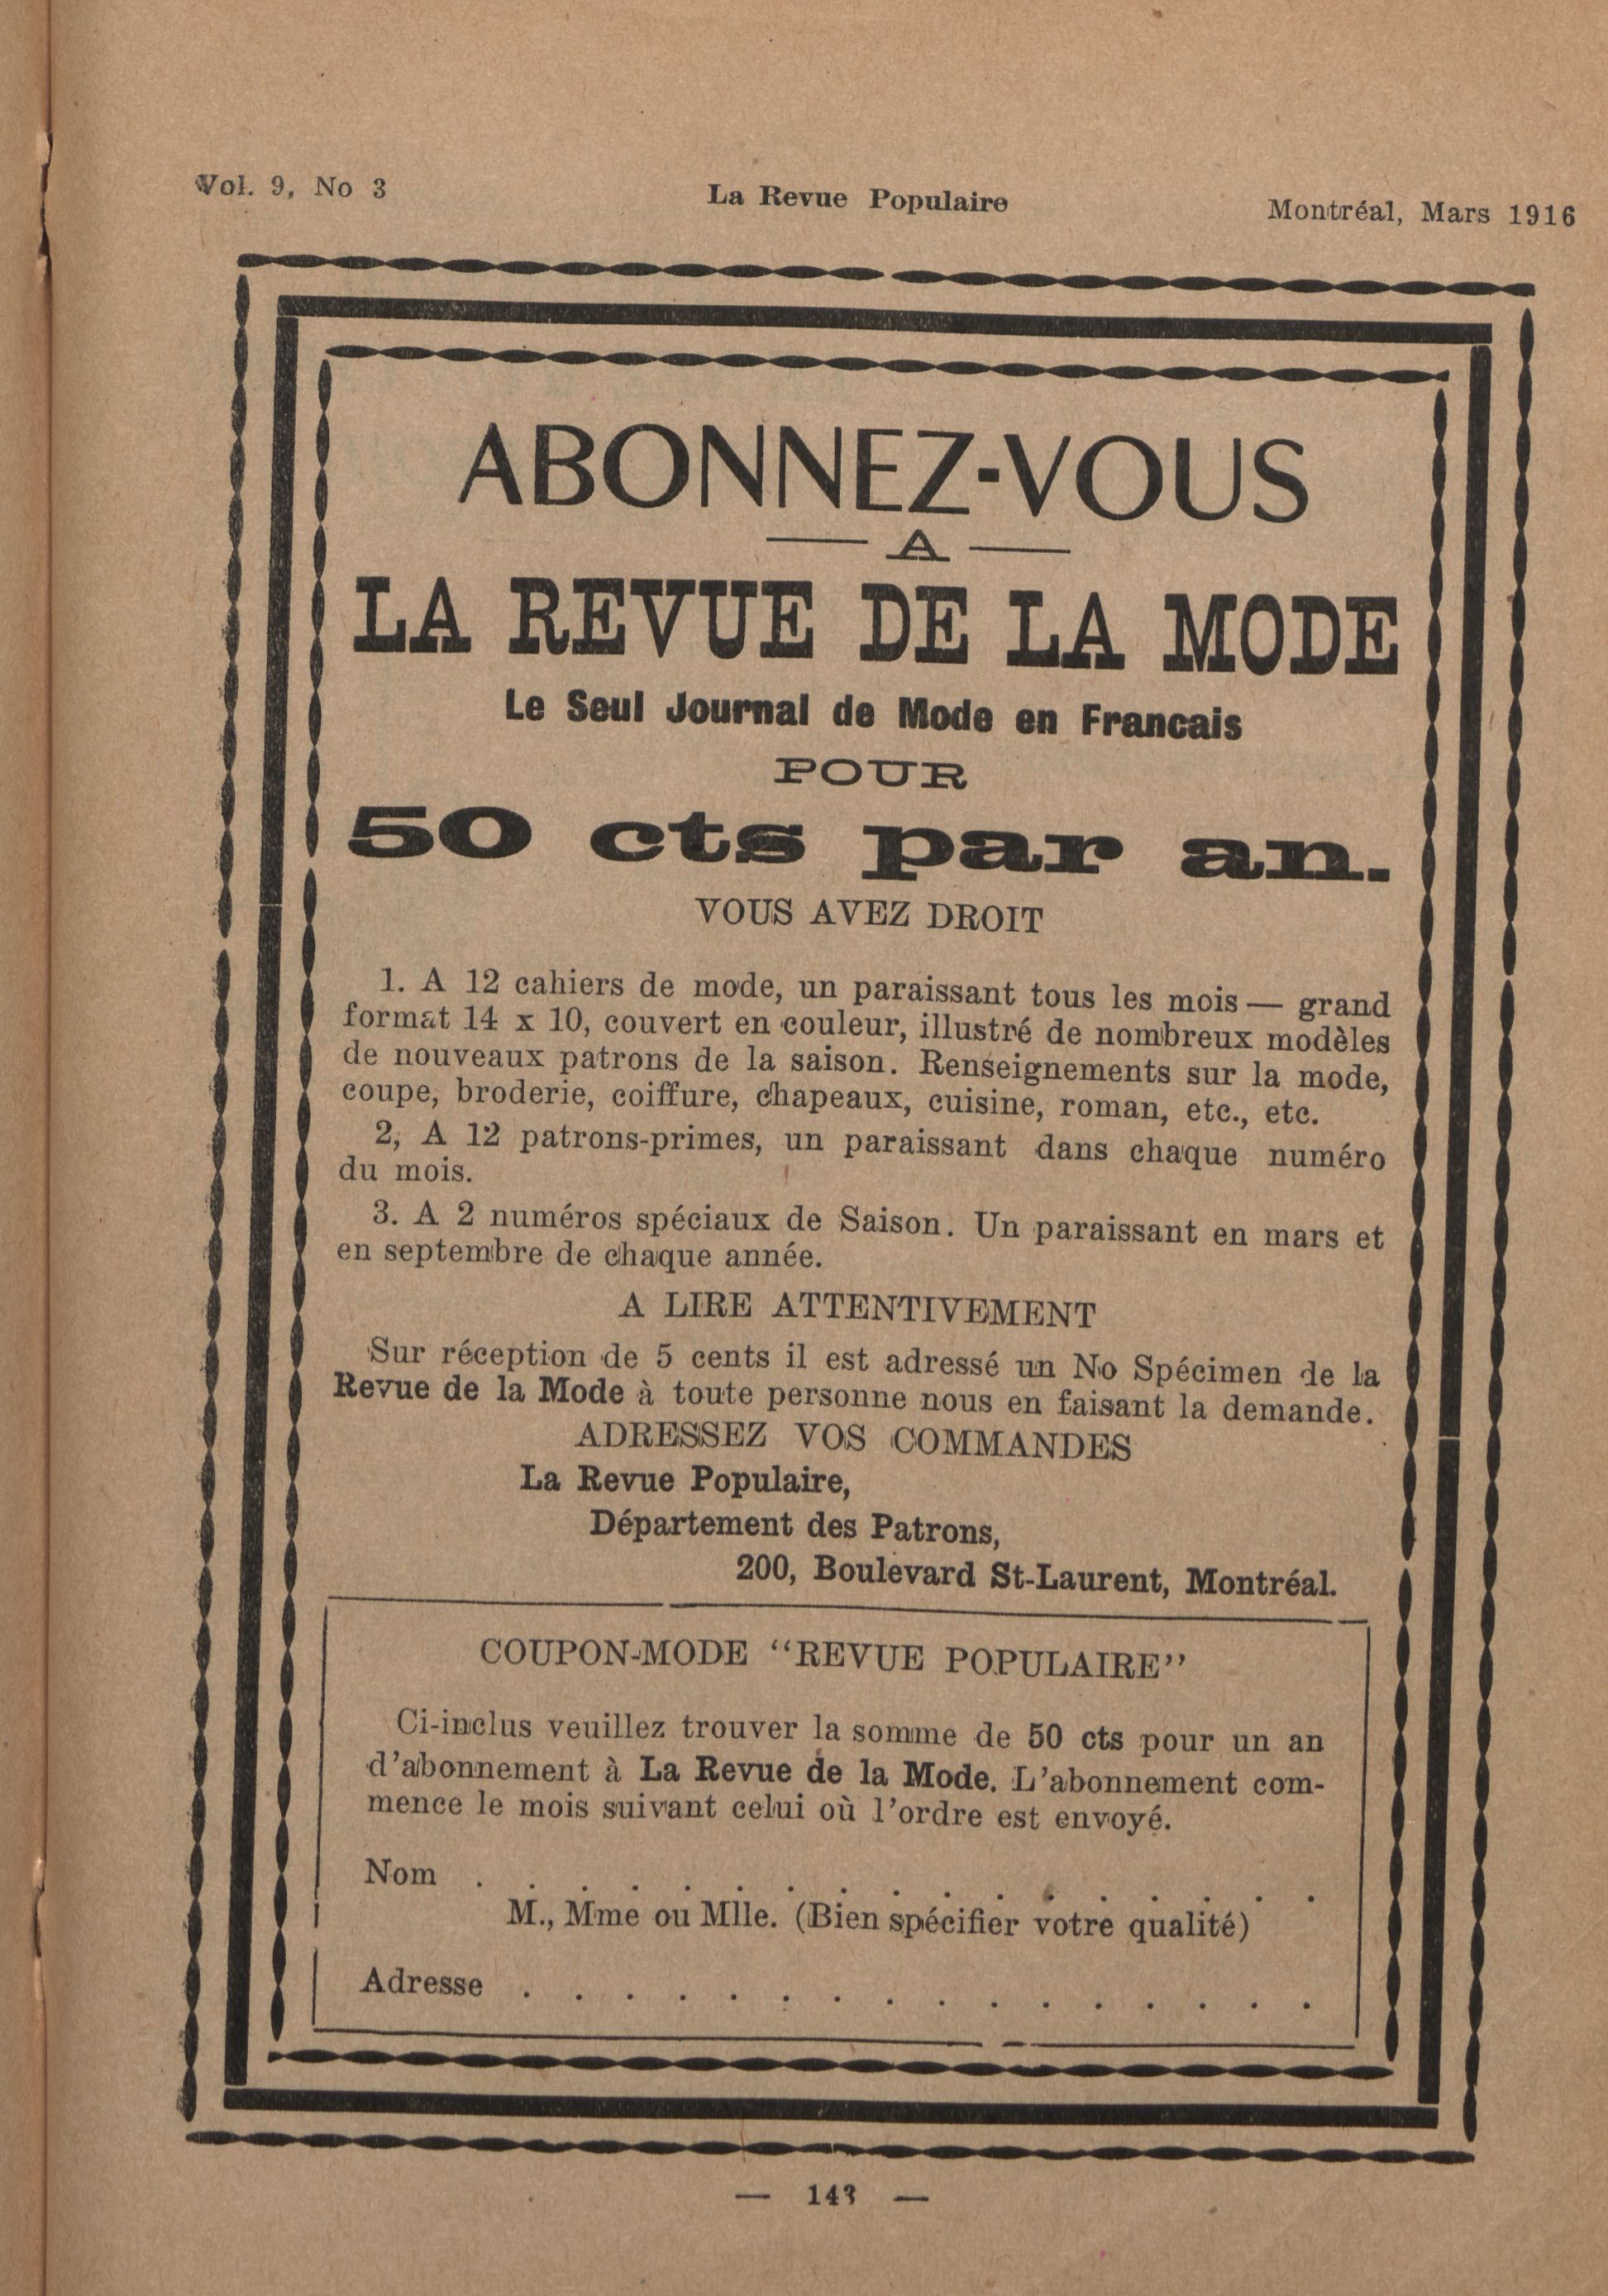 Vol. 9, No 3
La Revue Populaire
Montréal, Mars 1916
ABONNEZ-VOUS
— A —
LA REVUE DE LA MODE
Le Seul Journal de Mode en Francais
POUR
50 cts par an.
VOUS AVEZ DROIT
1. A 12 cahiers de mode, un paraissant tous les mois — grand
format 14 x 10, couvert en couleur, illustré de nombreux modèles
de nouveaux patrons de la saison. Renseignements sur la mode,
coupe, broderie, coiffure, chapeaux, cuisine, roman, etc., etc.
2, A 12 patrons-primes, un paraissant dans chaque numéro
du mois.
3. A 2 numéros spéciaux de Saison. Un paraissant en mars et
en septembre de chaque année.
A LIRE ATTENTIVEMENT
Sur réception de 5 cents il est adressé un No Spécimen de la
Revue de la Mode à toute personne nous en faisant la demande.
ADRESSEZ VOS COMMANDES
La Revue Populaire,
Département des Patrons,
200, Boulevard St-Laurent, Montréal.
COUPON-MODE "REVUE POPULAIRE"
Ci-inclus veuillez trouver la somme de 50 cts pour un an
d'abonnement à La Revue de la Mode. L'abonnement com-
mence le mois suivant celui où l'ordre est envoyé.
Nom . . . . . . . . . . . . . . . . .
M., Mme ou Mlle. (Bien spécifier votre qualité)
Adresse . . . . . . . . . . . . . . . .
— 143 —